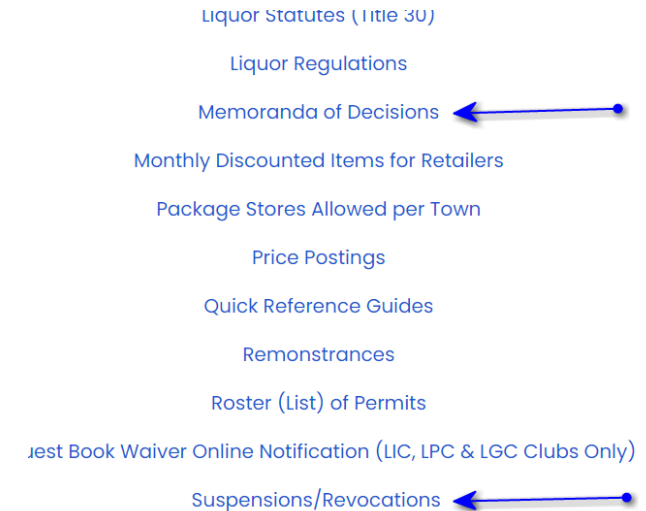 Liquor Statutes (Title 30)
Liquor Regulations
Memoranda of Decisions
Monthly Discounted Items for Retailers
Package Stores Allowed per Town
Price Postings
Quick Reference Guides
Remonstrances
Roster (List) of Permits
Book Waiver Online Notification (LIC, LPC & LGC Clubs Only)
Suspensions/Revocations